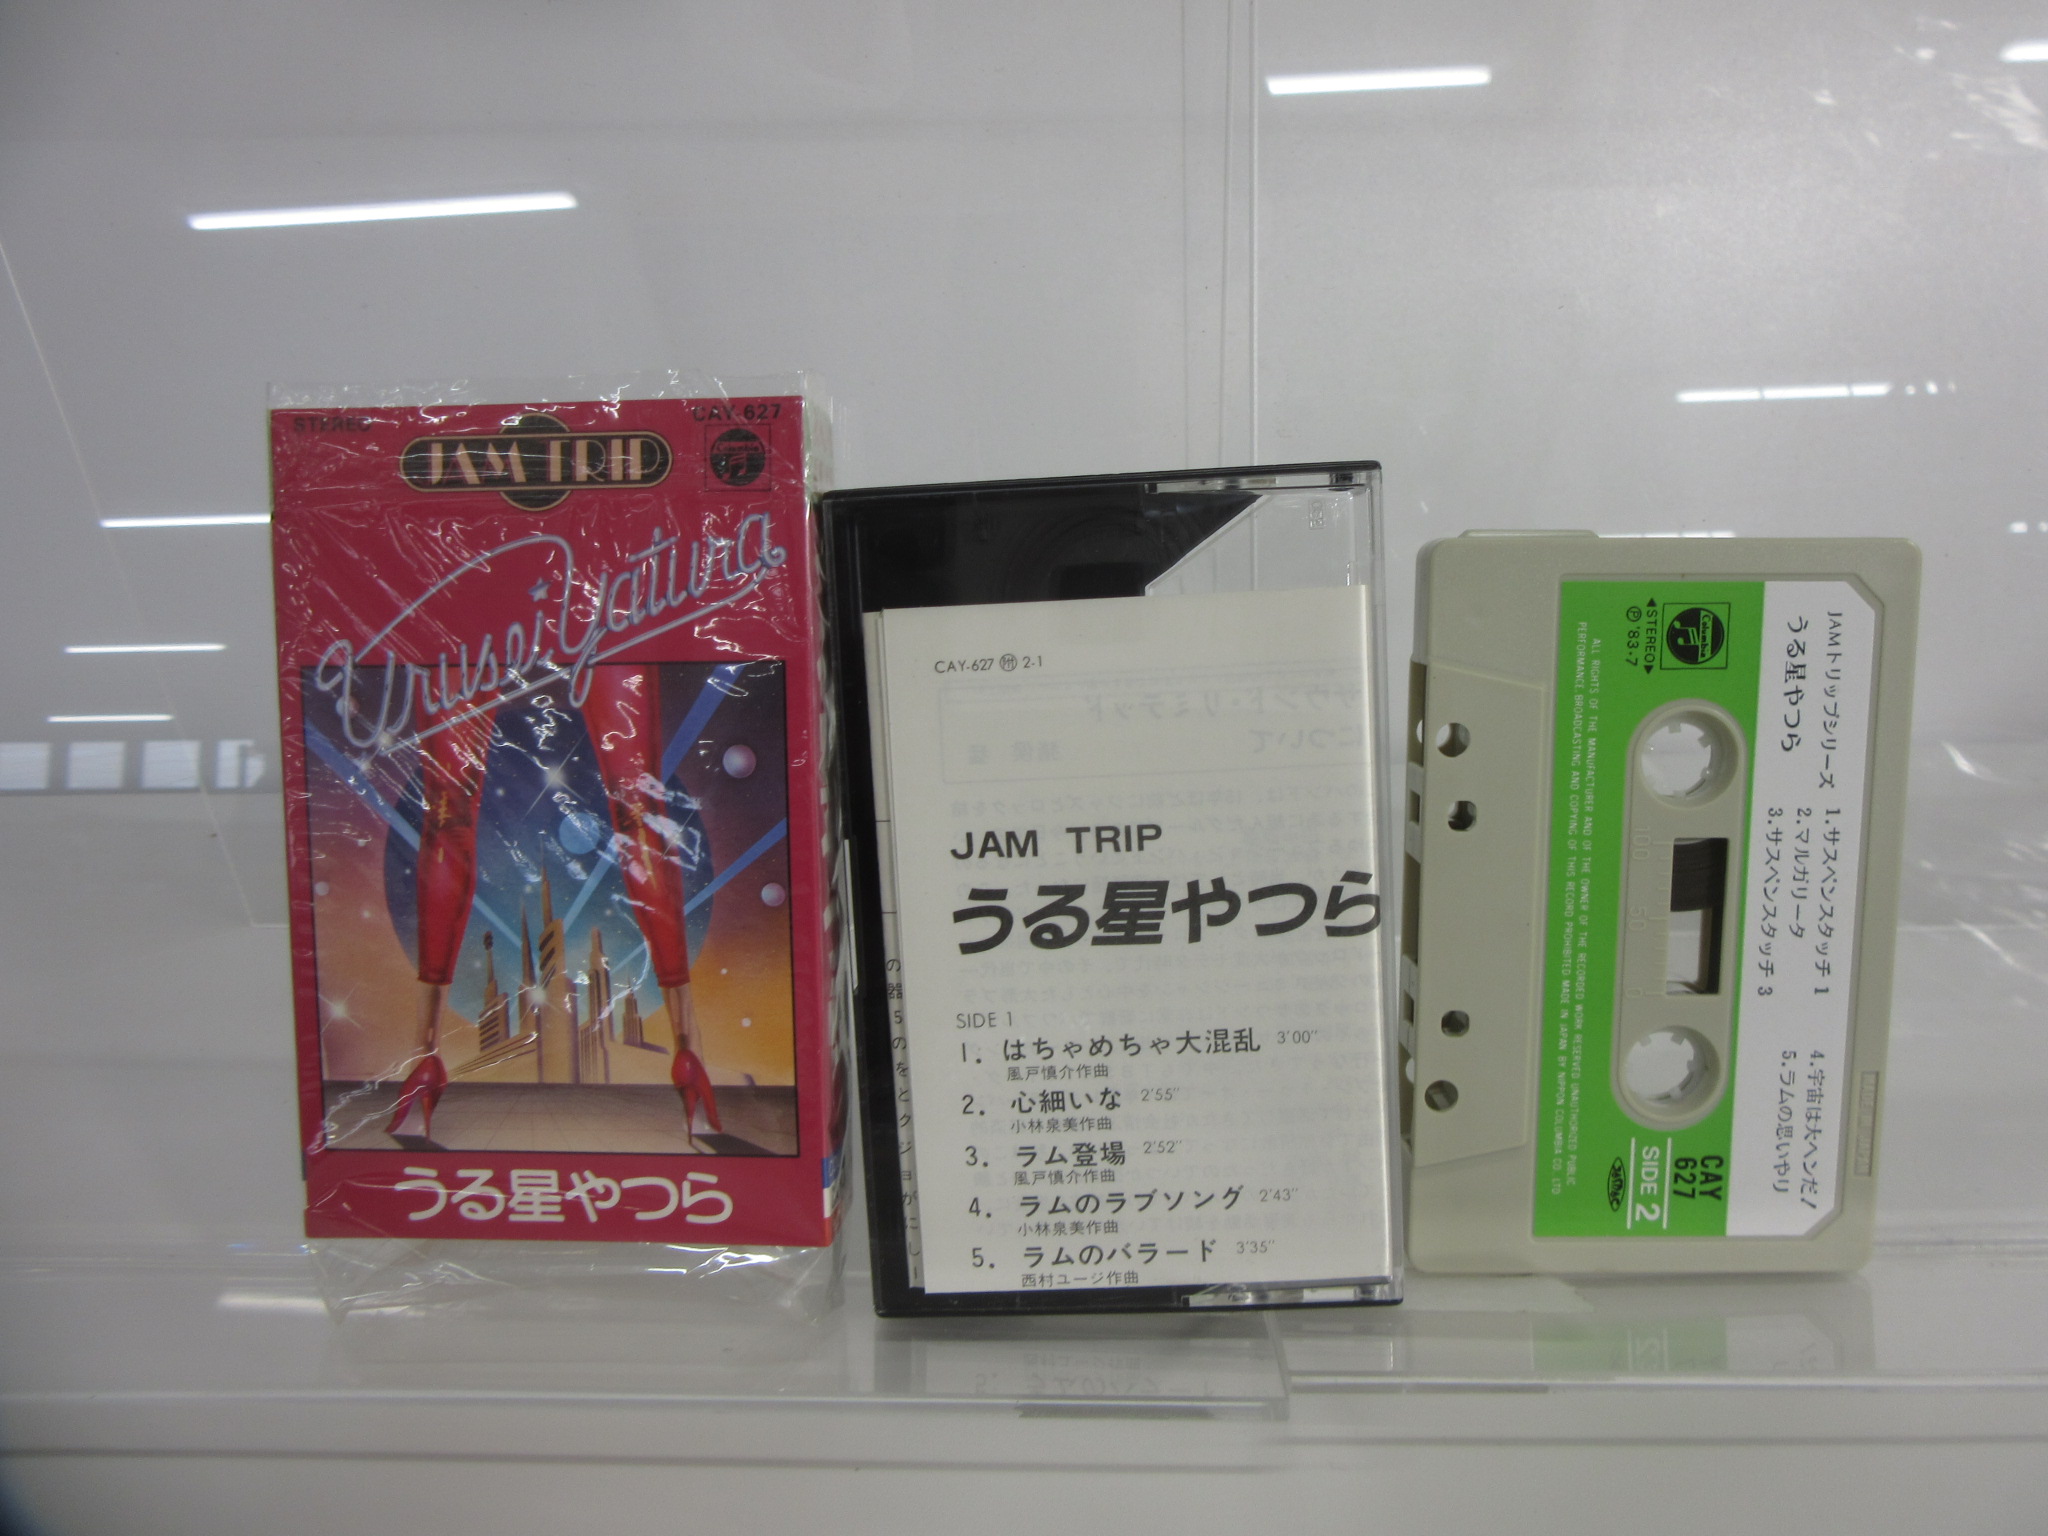 STEREO
CAY-627
JAM TRIP
Columbia
Urusei Yatura
うる星やつら
CAY-627 ㊞ 2-1
JAM TRIP
うる星やつら
SIDE 1
1. はちゃめちゃ大混乱 3'00"
風戸慎介作曲
2. 心細いな 2'55"
小林泉美作曲
3. ラム登場 2'52"
風戸慎介作曲
4. ラムのラブソング 2'43"
小林泉美作曲
5. ラムのバラード 3'35"
西村ユージ作曲
JAMトリップシリーズ
うる星やつら
1.サスペンスタッチ 1
2.マルガリータ
3.サスペンスタッチ 3
4.宇宙は大ヘンだ!
5.ラムの思いやり
Columbia
◀STEREO▶
Ⓟ '83・7
100 50 0
CAY
627
SIDE 2
ALL RIGHTS OF THE MANUFACTURER AND OF THE OWNER OF THE RECORDED WORK RESERVED UNAUTHORIZED PUBLIC
PERFORMANCE BROADCASTING AND COPYING OF THIS RECORD PROHIBITED MADE IN JAPAN BY NIPPON COLUMBIA CO. LTD.